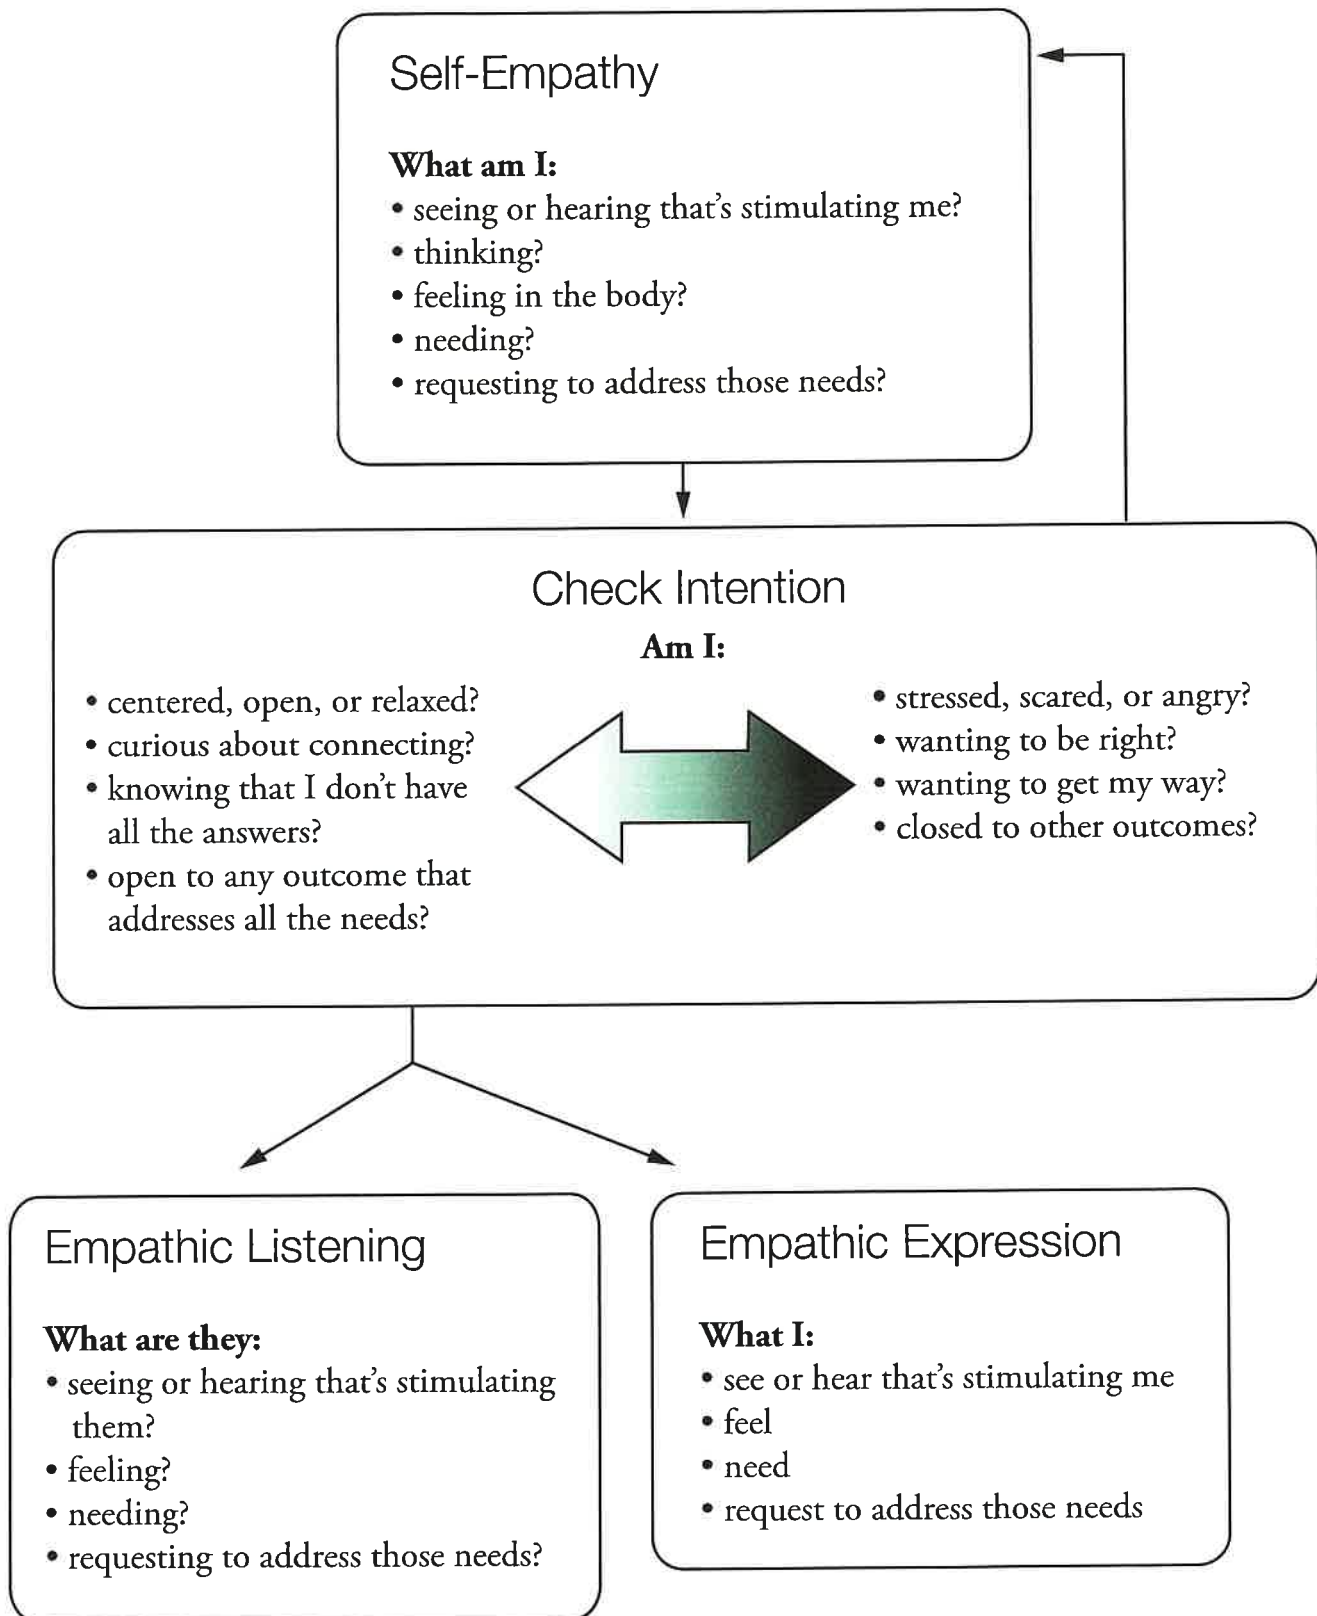 Self-Empathy
What am I:
• seeing or hearing that's stimulating me?
• thinking?
• feeling in the body?
• needing?
• requesting to address those needs?
Check Intention
Am I:
• centered, open, or relaxed?
• curious about connecting?
• knowing that I don't have
all the answers?
• open to any outcome that
addresses all the needs?
• stressed, scared, or angry?
• wanting to be right?
• wanting to get my way?
• closed to other outcomes?
Empathic Listening
What are they:
• seeing or hearing that's stimulating
them?
• feeling?
• needing?
• requesting to address those needs?
Empathic Expression
What I:
• see or hear that's stimulating me
• feel
• need
• request to address those needs